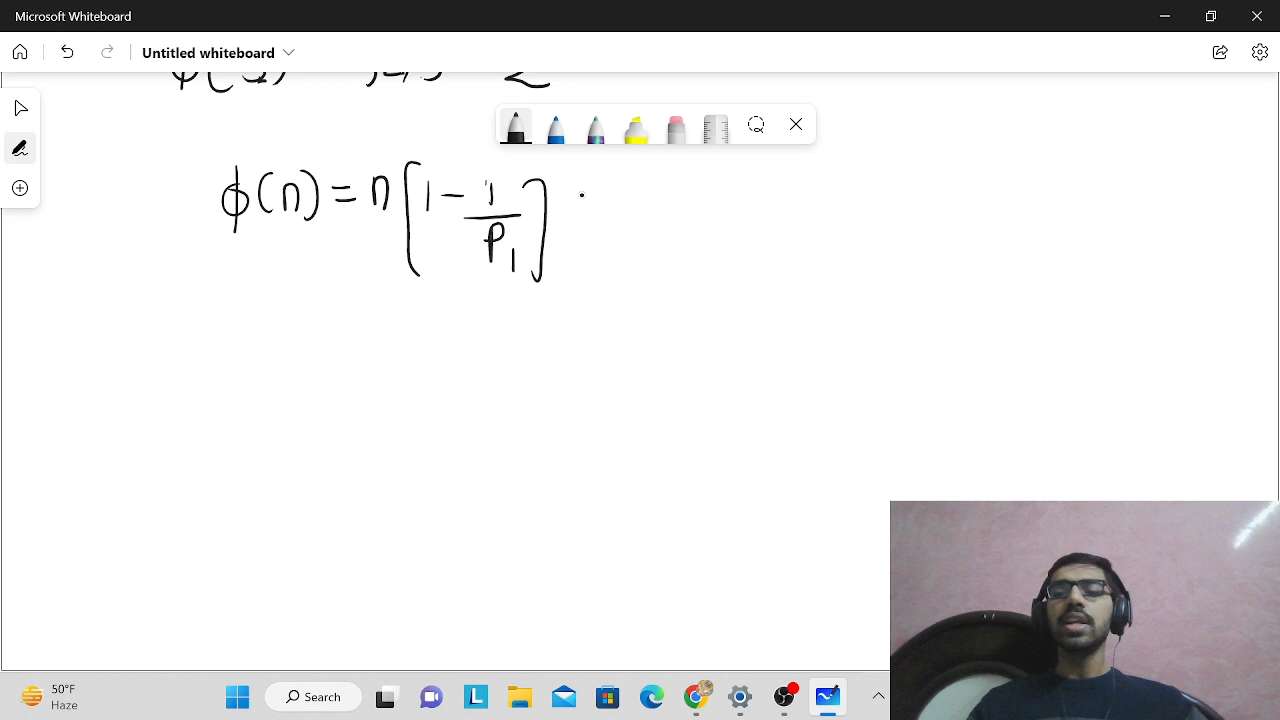 Microsoft Whiteboard
Untitled whiteboard
ϕ(n) = n[1 - 1/P₁]
50°F
Haze
Search